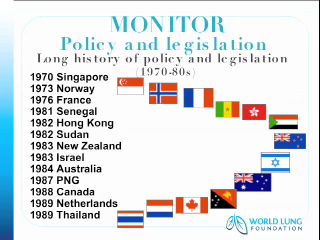 MONITOR
Policy and legislation
Long history of policy and legislation
(1970-80s)
1970 Singapore
1973 Norway
1976 France
1981 Senegal
1982 Hong Kong
1982 Sudan
1983 New Zealand
1983 Israel
1984 Australia
1987 PNG
1988 Canada
1989 Netherlands
1989 Thailand
WORLD LUNG
FOUNDATION